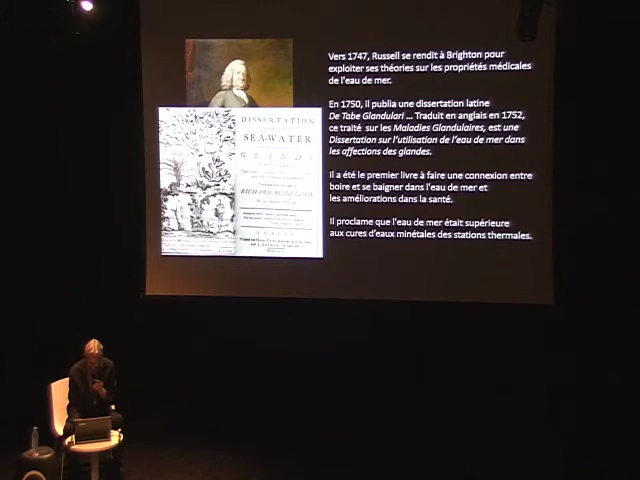 Vers 1747, Russell se rendit à Brighton pour
exploiter ses théories sur les propriétés médicales
de l'eau de mer.
En 1750, il publia une dissertation latine
De Tabe Glandulari ... Traduit en anglais en 1752,
ce traité sur les Maladies Glandulaires, est une
Dissertation sur l'utilisation de l'eau de mer dans
les affections des glandes.
Il a été le premier livre à faire une connexion entre
boire et se baigner dans l'eau de mer et
les améliorations dans la santé.
Il proclame que l'eau de mer était supérieure
aux cures d'eaux minétales des stations thermales.
DISSERTATION
SEA-WATER
GLANDS
RICHARD RUSSELL, M.D.